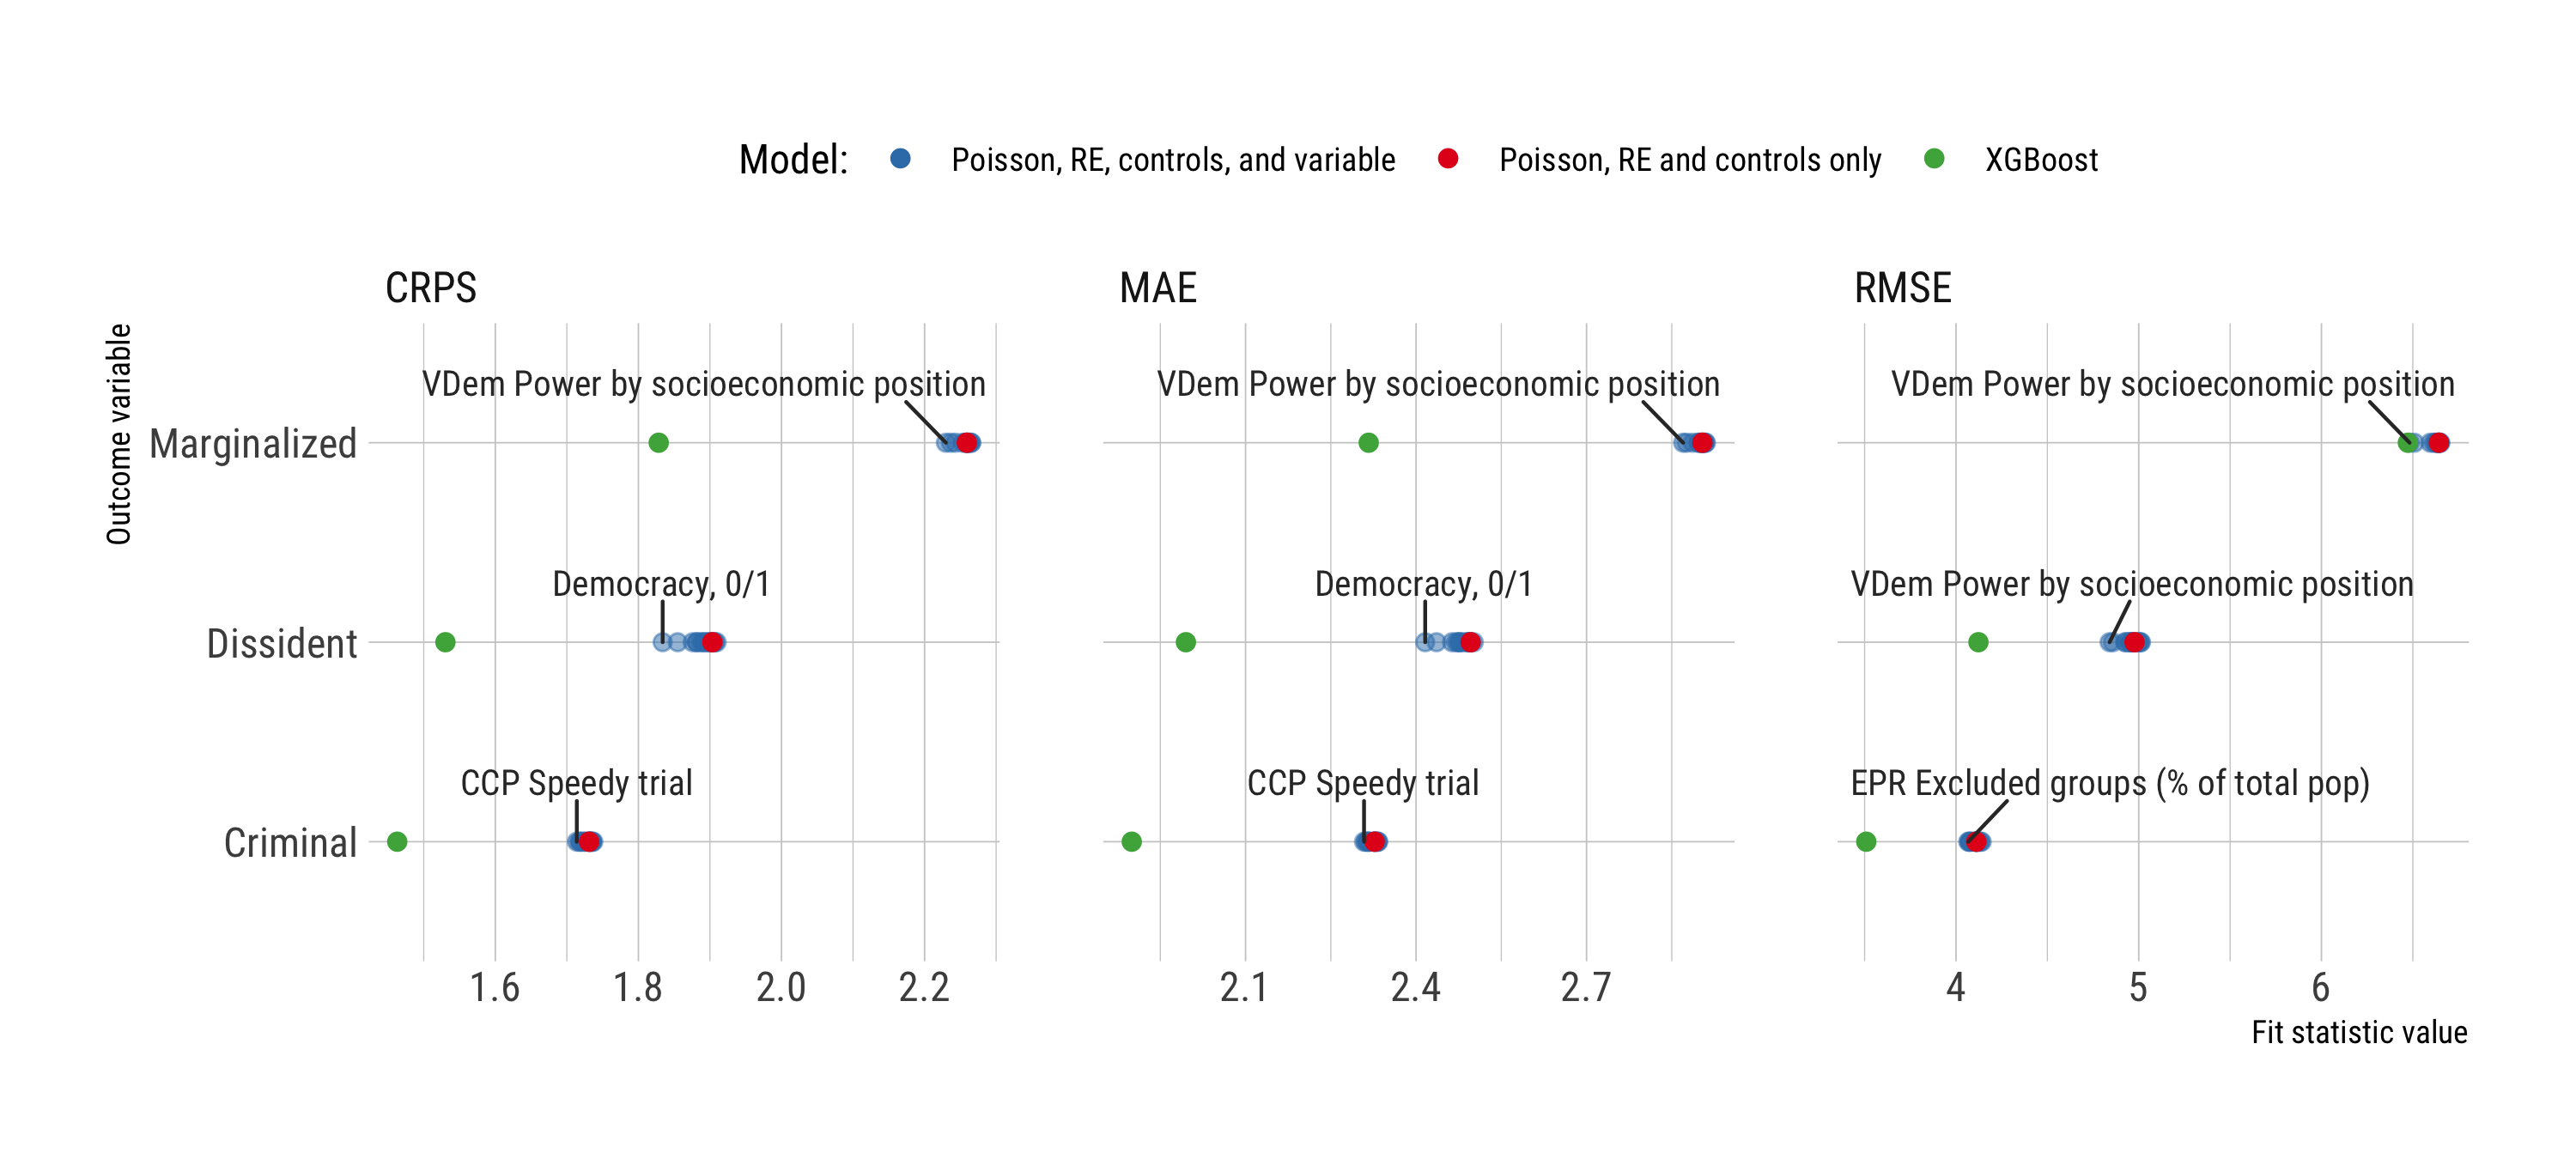 Model: Poisson, RE, controls, and variable Poisson, RE and controls only XGBoost
CRPS MAE RMSE
Outcome variable
VDem Power by socioeconomic position VDem Power by socioeconomic position VDem Power by socioeconomic position
Marginalized
Democracy, 0/1 Democracy, 0/1 VDem Power by socioeconomic position
Dissident
CCP Speedy trial CCP Speedy trial EPR Excluded groups (% of total pop)
Criminal
1.6 1.8 2.0 2.2 2.1 2.4 2.7 4 5 6
Fit statistic value